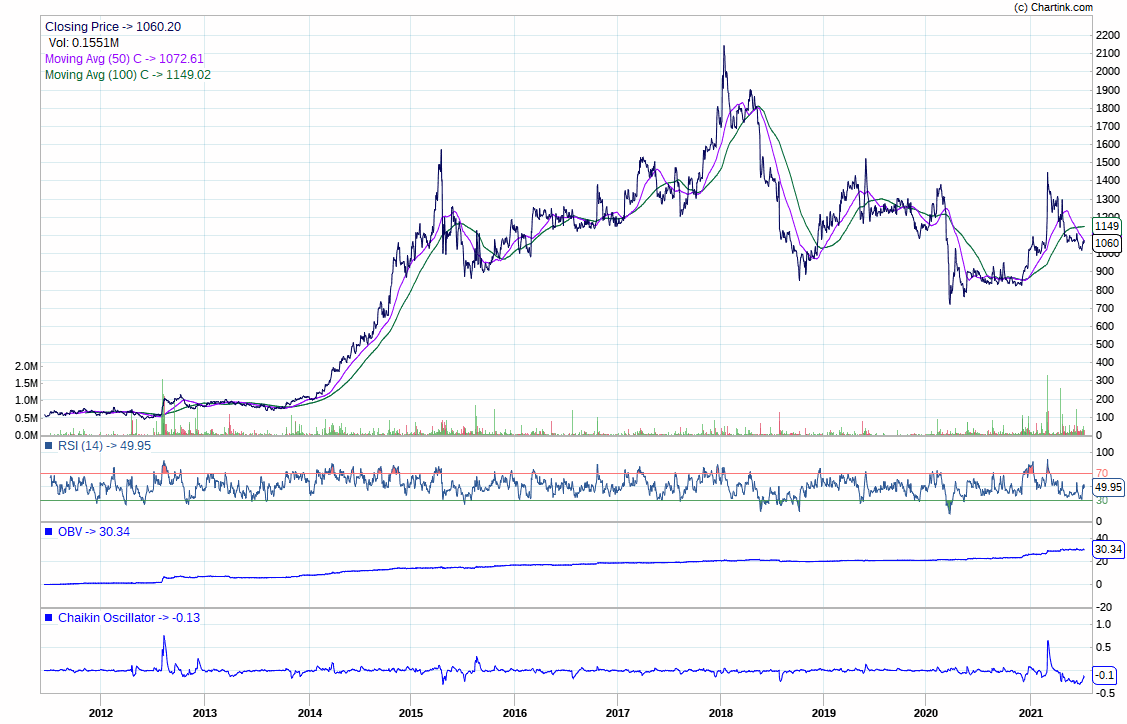 (c) Chartink.com
Closing Price -> 1060.20
Vol: 0.1551M
Moving Avg (50) C -> 1072.61
Moving Avg (100) C -> 1149.02
2200
2100
2000
1900
1800
1700
1600
1500
1400
1300
1200
1149
1060
1000
900
800
700
600
500
400
300
200
100
0
2.0M
1.5M
1.0M
0.5M
0.0M
RSI (14) -> 49.95
100
70
49.95
30
0
OBV -> 30.34
40
30.34
20
0
-20
Chaikin Oscillator -> -0.13
1.0
0.5
-0.1
-0.5
2012 2013 2014 2015 2016 2017 2018 2019 2020 2021